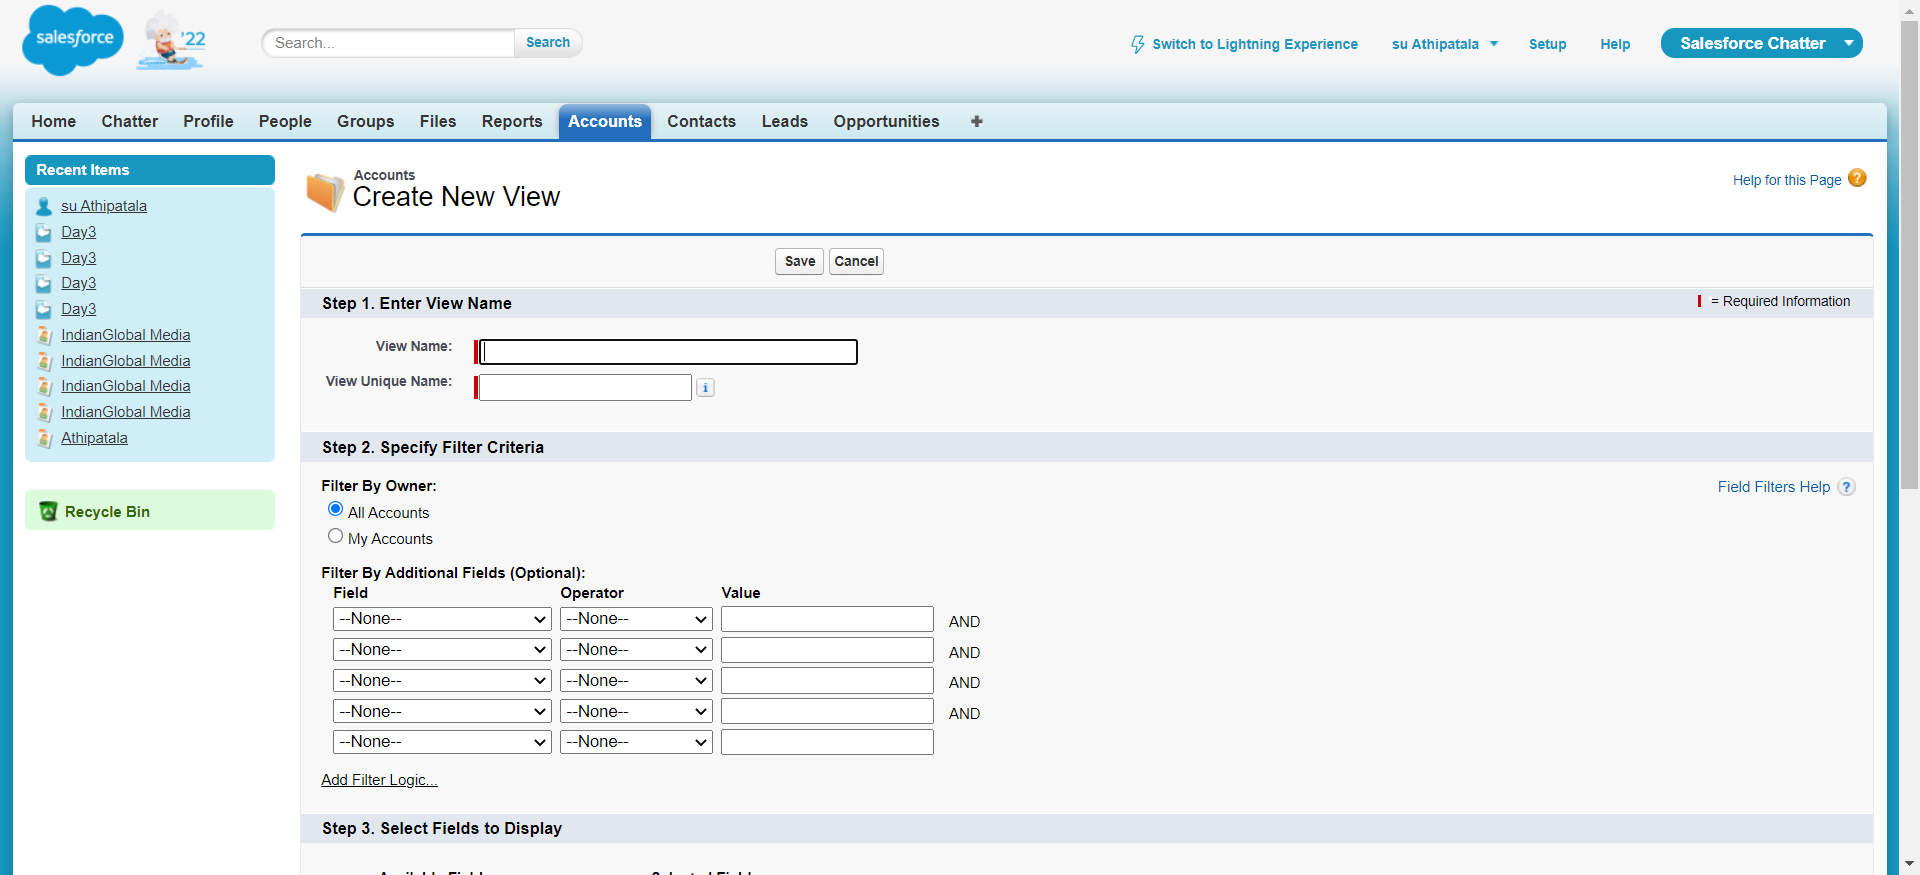 salesforce
'22
Search...
Search
Switch to Lightning Experience
su Athipatala
Setup
Help
Salesforce Chatter
Home
Chatter
Profile
People
Groups
Files
Reports
Accounts
Contacts
Leads
Opportunities
+
Recent Items
su Athipatala
Day3
Day3
Day3
Day3
IndianGlobal Media
IndianGlobal Media
IndianGlobal Media
IndianGlobal Media
Athipatala
Recycle Bin
Accounts
Create New View
Help for this Page ?
Save
Cancel
Step 1. Enter View Name
= Required Information
View Name:
View Unique Name:
i
Step 2. Specify Filter Criteria
Filter By Owner:
Field Filters Help ?
All Accounts
My Accounts
Filter By Additional Fields (Optional):
Field Operator Value
--None-- --None-- AND
--None-- --None-- AND
--None-- --None-- AND
--None-- --None-- AND
--None-- --None--
Add Filter Logic...
Step 3. Select Fields to Display